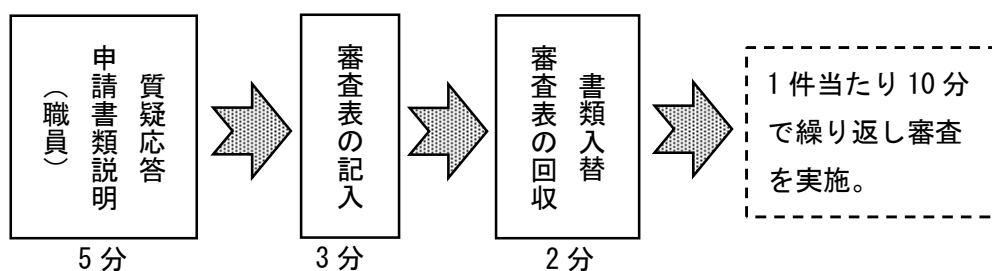 質疑応答
申請書類説明
（職員）
5分
審査表の記入
3分
書類入替
審査表の回収
2分
1件当たり10分
で繰り返し審査
を実施。